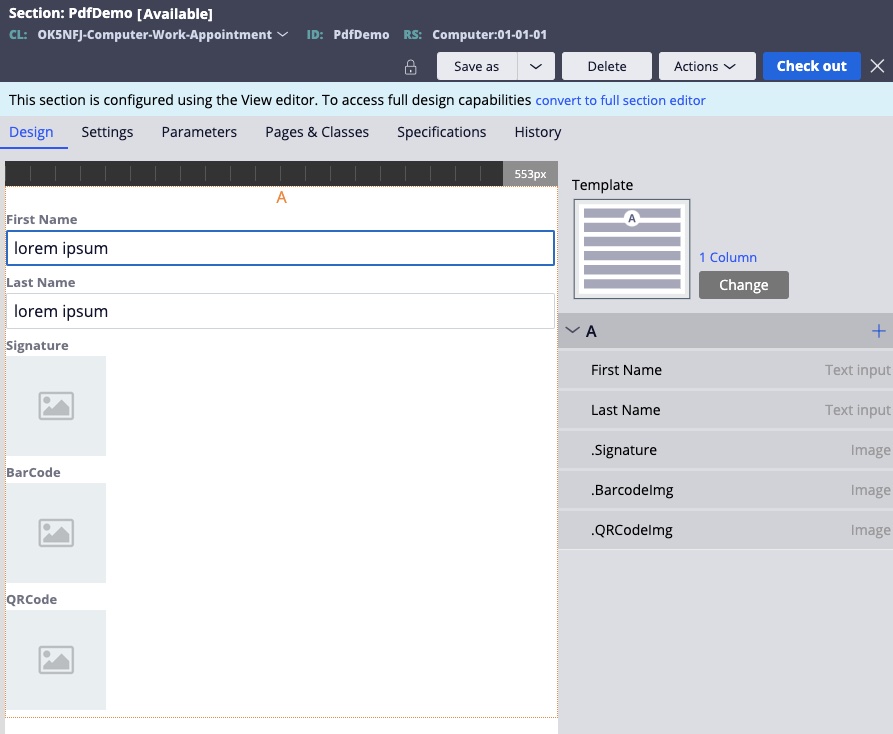 Section: PdfDemo [Available]
CL: OK5NFJ-Computer-Work-Appointment ID: PdfDemo RS: Computer:01-01-01
Save as Delete Actions Check out
This section is configured using the View editor. To access full design capabilities convert to full section editor
Design Settings Parameters Pages & Classes Specifications History
553px
A
First Name
lorem ipsum
Last Name
lorem ipsum
Signature
BarCode
QRCode
Template
A
1 Column
Change
A
First Name Text input
Last Name Text input
.Signature Image
.BarcodeImg Image
.QRCodeImg Image